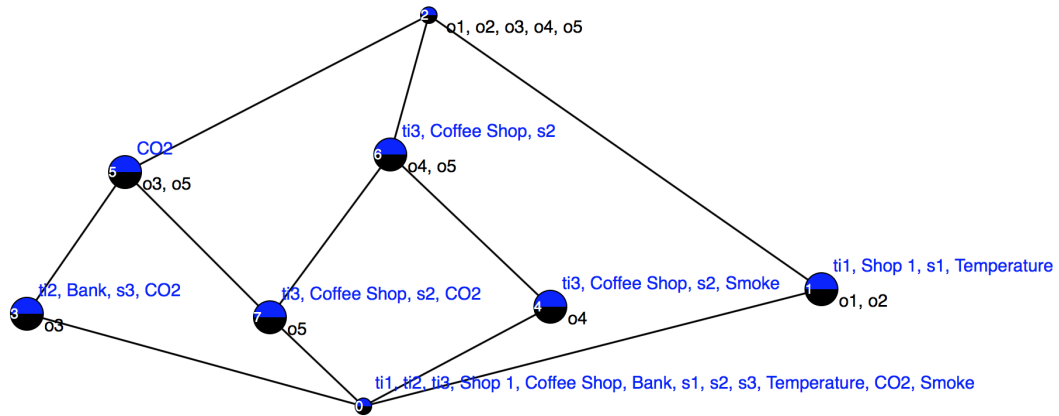 2
o1, o2, o3, o4, o5
ti3, Coffee Shop, s2
6
o4, o5
CO2
5
o3, o5
ti1, Shop 1, s1, Temperature
1
o1, o2
ti2, Bank, s3, CO2
3
o3
ti3, Coffee Shop, s2, CO2
7
o5
ti3, Coffee Shop, s2, Smoke
4
o4
ti1, ti2, ti3, Shop 1, Coffee Shop, Bank, s1, s2, s3, Temperature, CO2, Smoke
0